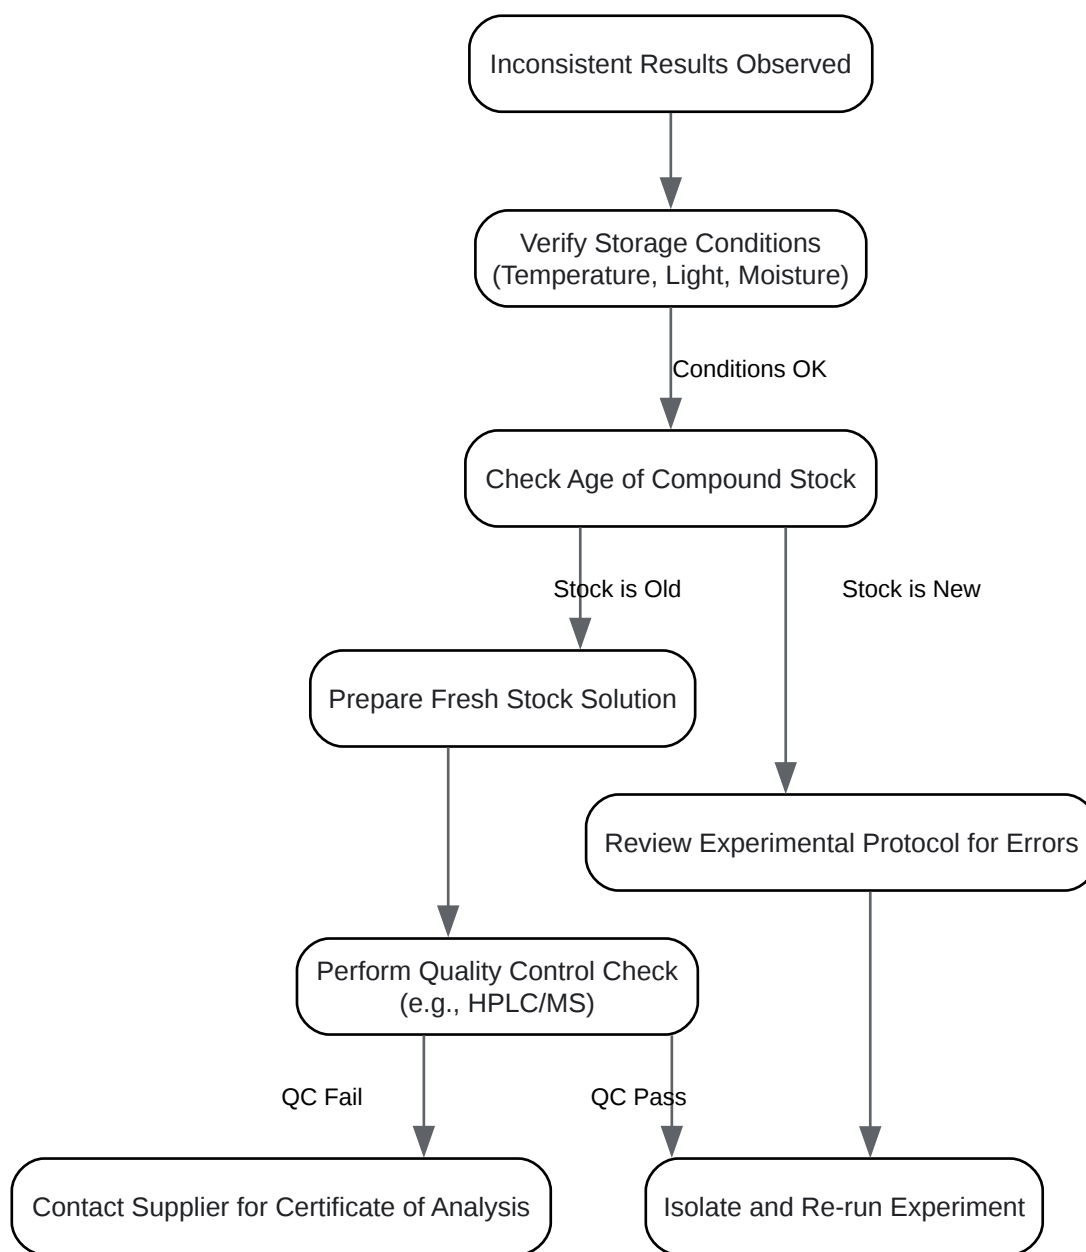 Inconsistent Results Observed
Verify Storage Conditions
(Temperature, Light, Moisture)
Conditions OK
Check Age of Compound Stock
Stock is Old
Stock is New
Prepare Fresh Stock Solution
Review Experimental Protocol for Errors
Perform Quality Control Check
(e.g., HPLC/MS)
QC Fail
QC Pass
Contact Supplier for Certificate of Analysis
Isolate and Re-run Experiment